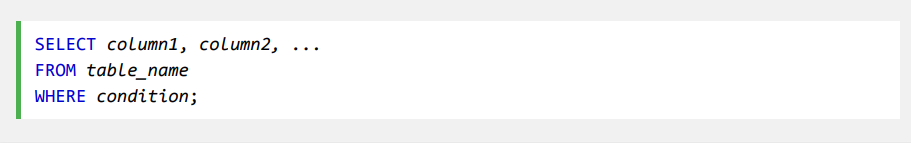 SELECT column1, column2, ...
FROM table_name
WHERE condition;